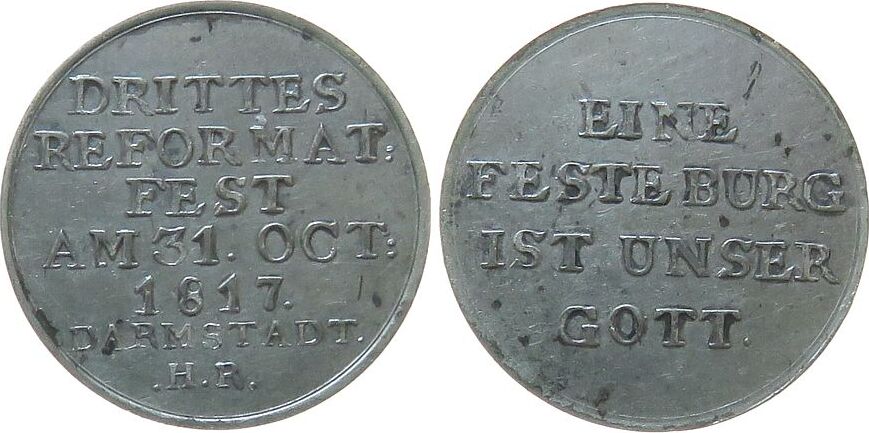 DRITTES
REFORMAT:
FEST
AM 31. OCT:
1817.
DARMSTADT.
.H.R.
EINE
FESTE BURG
IST UNSER
GOTT.